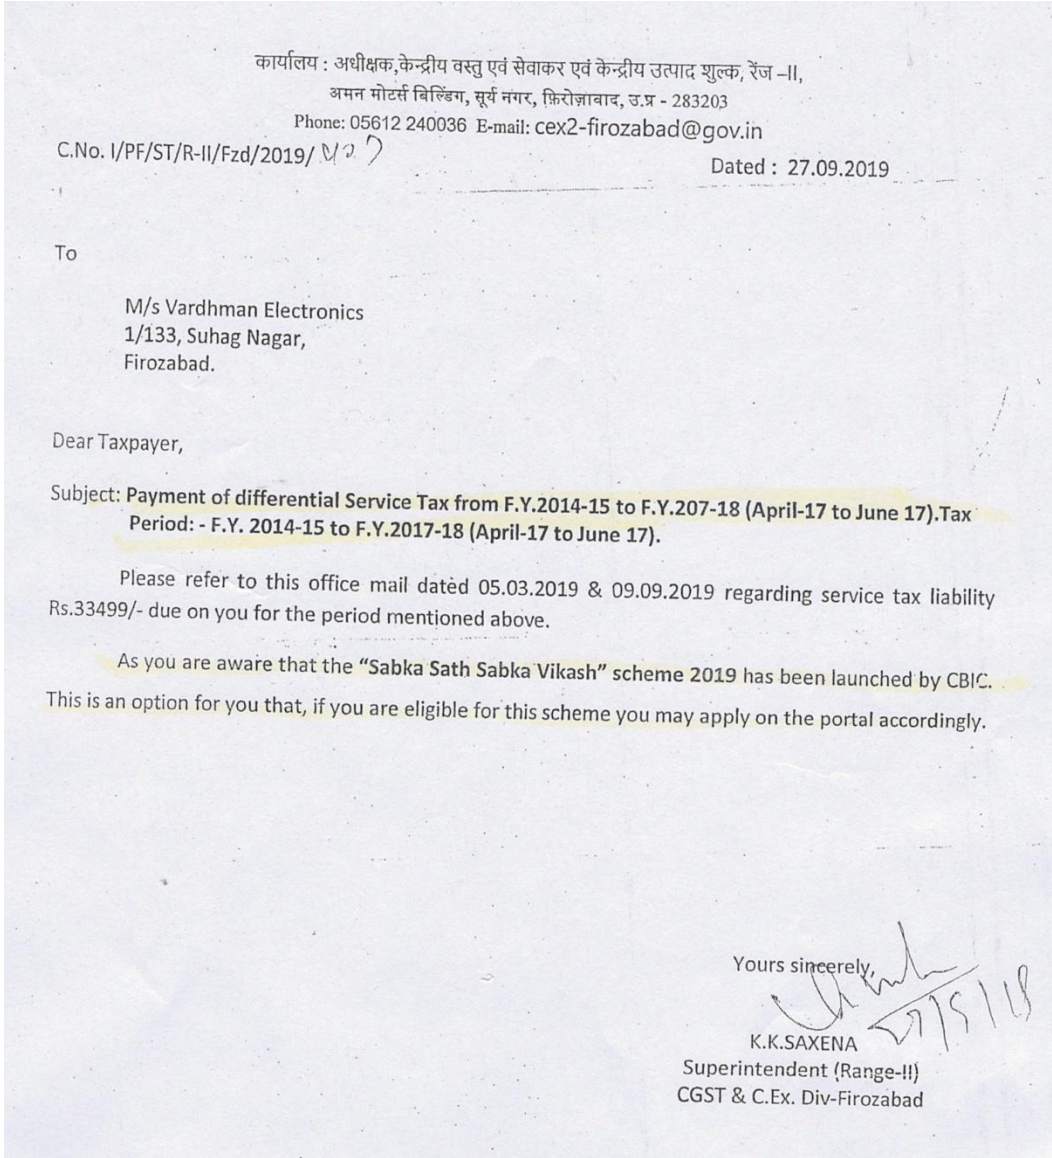 कार्यालय : अधीक्षक,केन्द्रीय वस्तु एवं सेवाकर एवं केन्द्रीय उत्पाद शुल्क, रेंज –II,
अमन मोटर्स बिल्डिंग, सूर्य नगर, फ़िरोज़ाबाद, उ.प्र - 283203
Phone: 05612 240036 E-mail: cex2-firozabad@gov.in
C.No. I/PF/ST/R-II/Fzd/2019/
Dated : 27.09.2019
To
M/s Vardhman Electronics
1/133, Suhag Nagar,
Firozabad.
Dear Taxpayer,
Subject: Payment of differential Service Tax from F.Y.2014-15 to F.Y.207-18 (April-17 to June 17).Tax
Period: - F.Y. 2014-15 to F.Y.2017-18 (April-17 to June 17).
Please refer to this office mail dated 05.03.2019 & 09.09.2019 regarding service tax liability
Rs.33499/- due on you for the period mentioned above.
As you are aware that the “Sabka Sath Sabka Vikash” scheme 2019 has been launched by CBIC.
This is an option for you that, if you are eligible for this scheme you may apply on the portal accordingly.
Yours sincerely,
K.K.SAXENA
Superintendent (Range-II)
CGST & C.Ex. Div-Firozabad